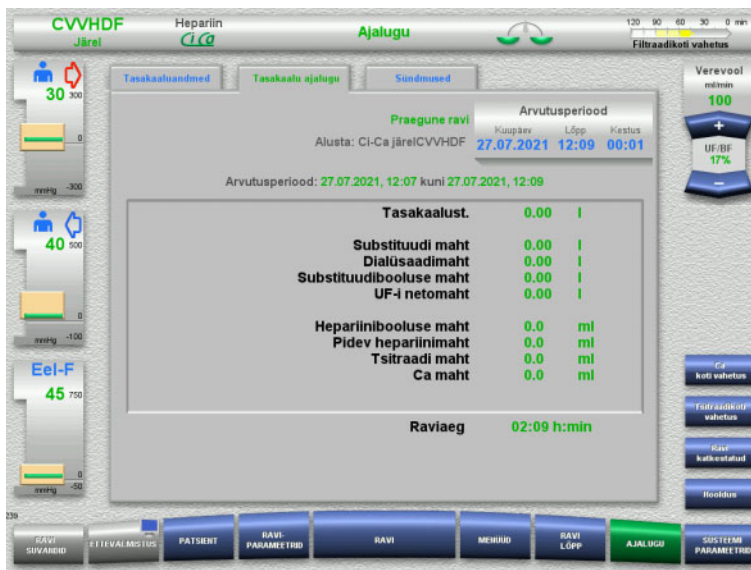 CVVHDF
Järel
Hepariin
CiCa
Ajalugu
120 90 60 30 0 min
Filtraadikoti vahetus
30 300
0
mmHg -300
40 500
0
mmHg -100
Eel-F
45 750
0
mmHg -50
Tasakaaluandmed
Tasakaalu ajalugu
Sündmused
Praegune ravi
Alusta: Ci-Ca järelCVVHDF
Arvutusperiood
Kuupäev Lõpp Kestus
27.07.2021 12:09 00:01
Arvutusperiood: 27.07.2021, 12:07 kuni 27.07.2021, 12:09
Tasakaalust. 0.00 l
Substituudi maht 0.00 l
Dialüsaadimaht 0.00 l
Substituudibooluse maht 0.00 l
UF-i netomaht 0.00 l
Hepariinibooluse maht 0.0 ml
Pidev hepariinimaht 0.0 ml
Tsitraadi maht 0.0 ml
Ca maht 0.0 ml
Raviaeg 02:09 h:min
Verevool
ml/min
100
+
UF/BF
17%
−
Ca
koti vahetus
Tsitraadikoti
vahetus
Ravi
katkestatud
Hooldus
239
RAVI
SUVANDID
ETTEVALMISTUS
PATSIENT
RAVI-
PARAMEETRID
RAVI
MENÜÜD
RAVI
LÕPP
AJALUGU
SÜSTEEMI
PARAMEETRID